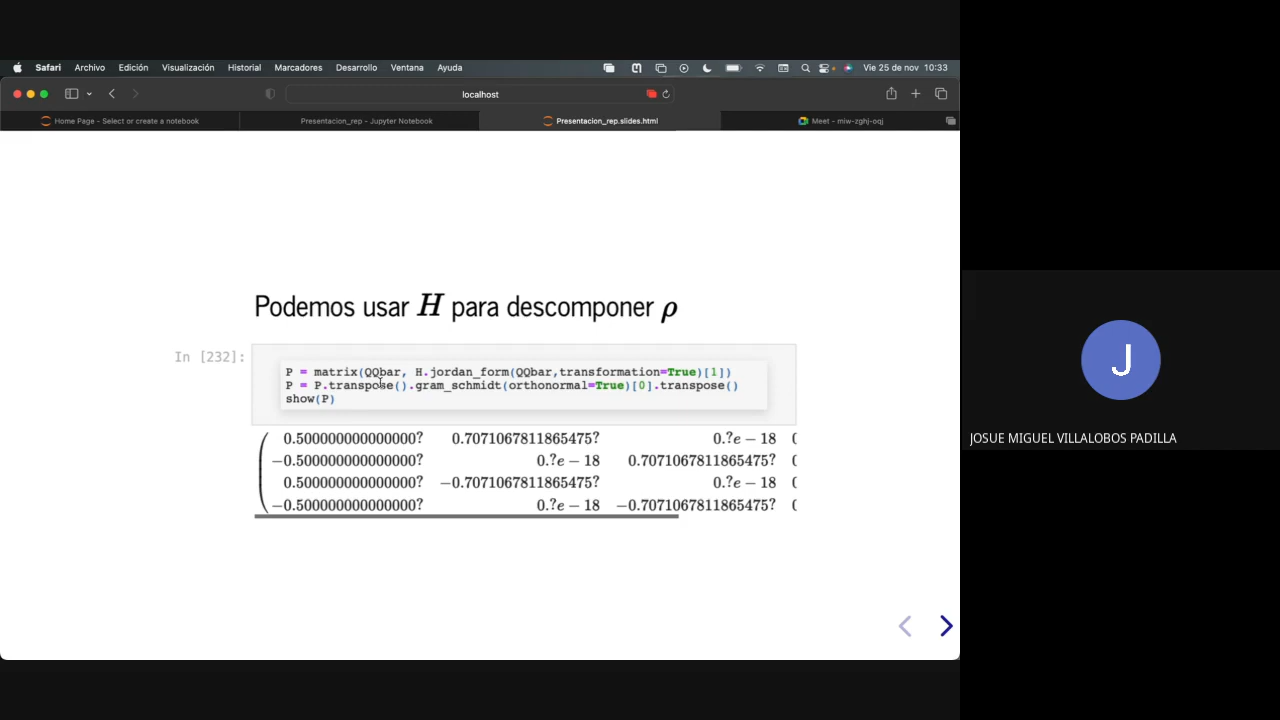 Safari Archivo Edición Visualización Historial Marcadores Desarrollo Ventana Ayuda Vie 25 de nov 10:33
localhost
Home Page - Select or create a notebook Presentacion_rep - Jupyter Notebook Presentacion_rep.slides.html Meet - miw-zghj-oqj
Podemos usar H para descomponer ρ
In [232]:
P = matrix(QQbar, H.jordan_form(QQbar,transformation=True)[1])
P = P.transpose().gram_schmidt(orthonormal=True)[0].transpose()
show(P)
0.500000000000000? 0.7071067811865475? 0.?e − 18
−0.500000000000000? 0.?e − 18 0.7071067811865475?
0.500000000000000? −0.7071067811865475? 0.?e − 18
−0.500000000000000? 0.?e − 18 −0.7071067811865475?
J
JOSUE MIGUEL VILLALOBOS PADILLA